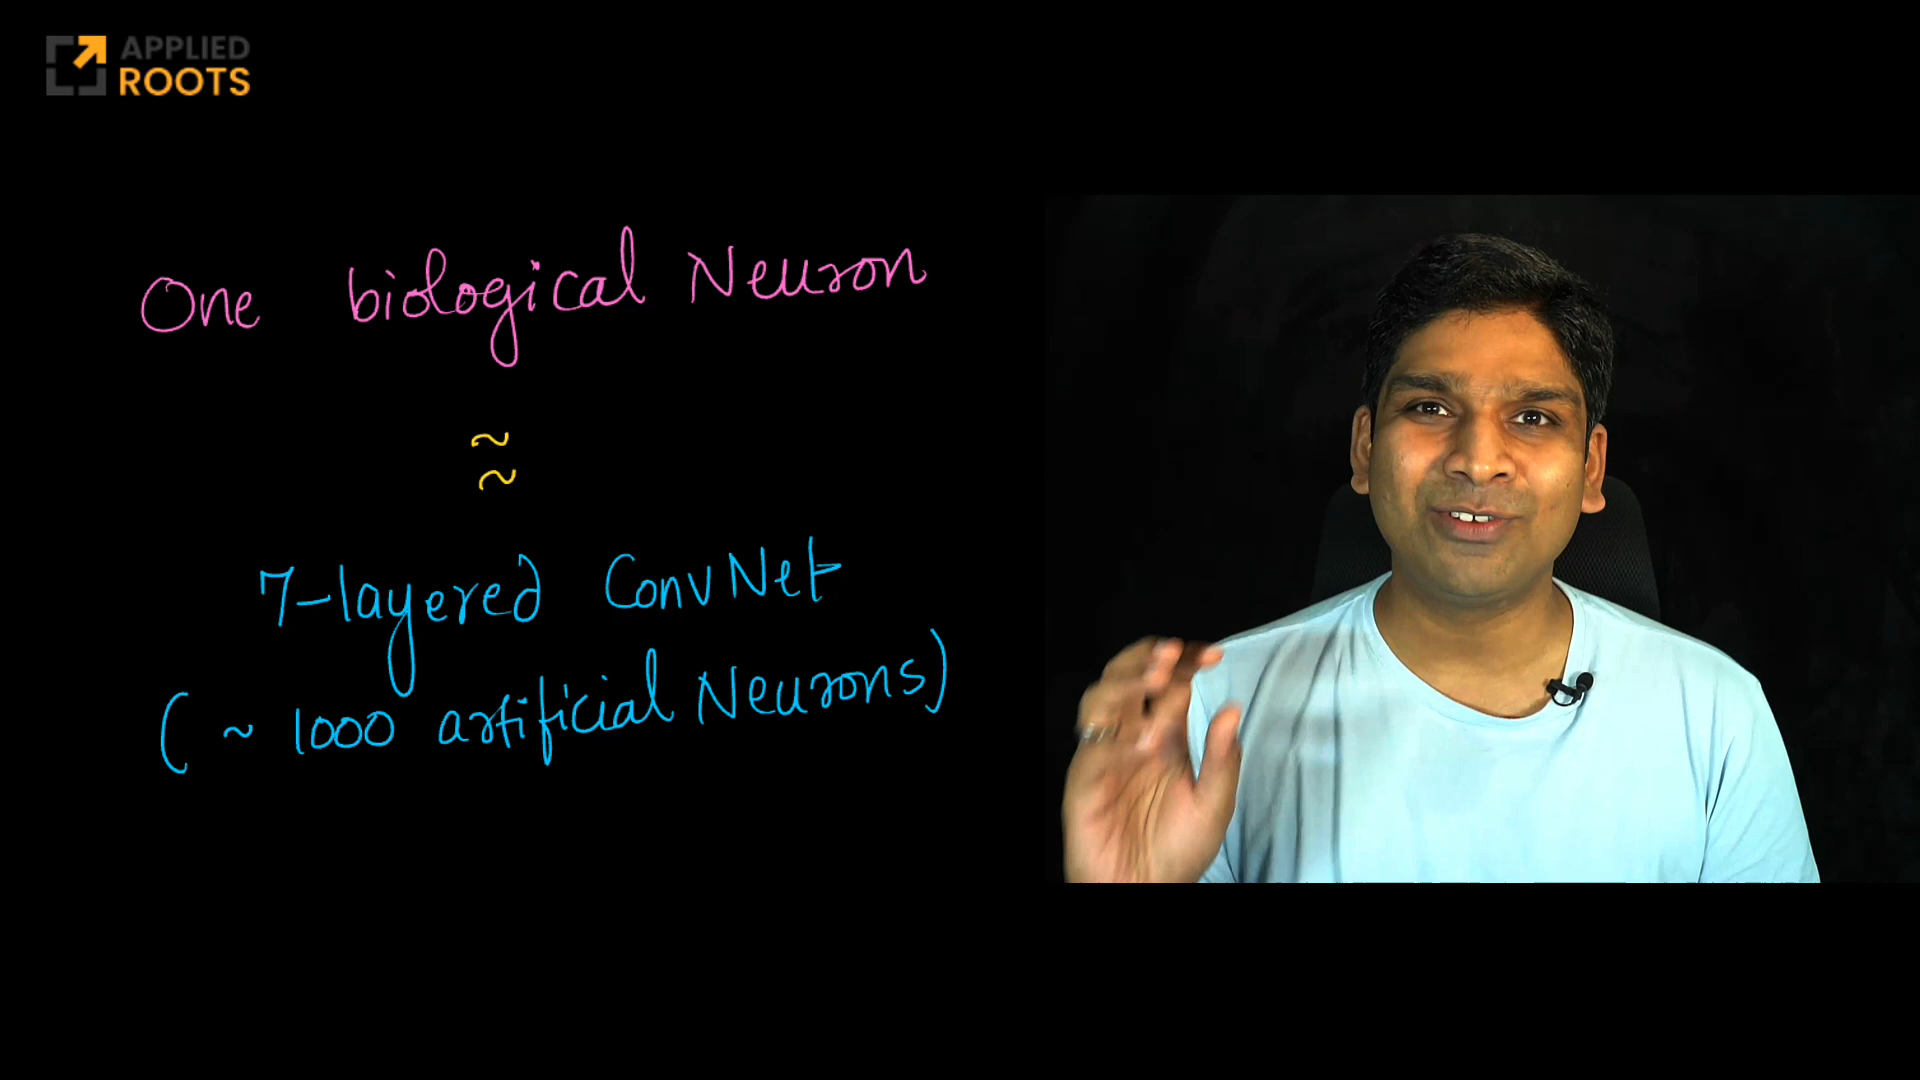 APPLIED
ROOTS
One biological Neuron
≈
7-layered ConvNet
(~ 1000 artificial Neurons)